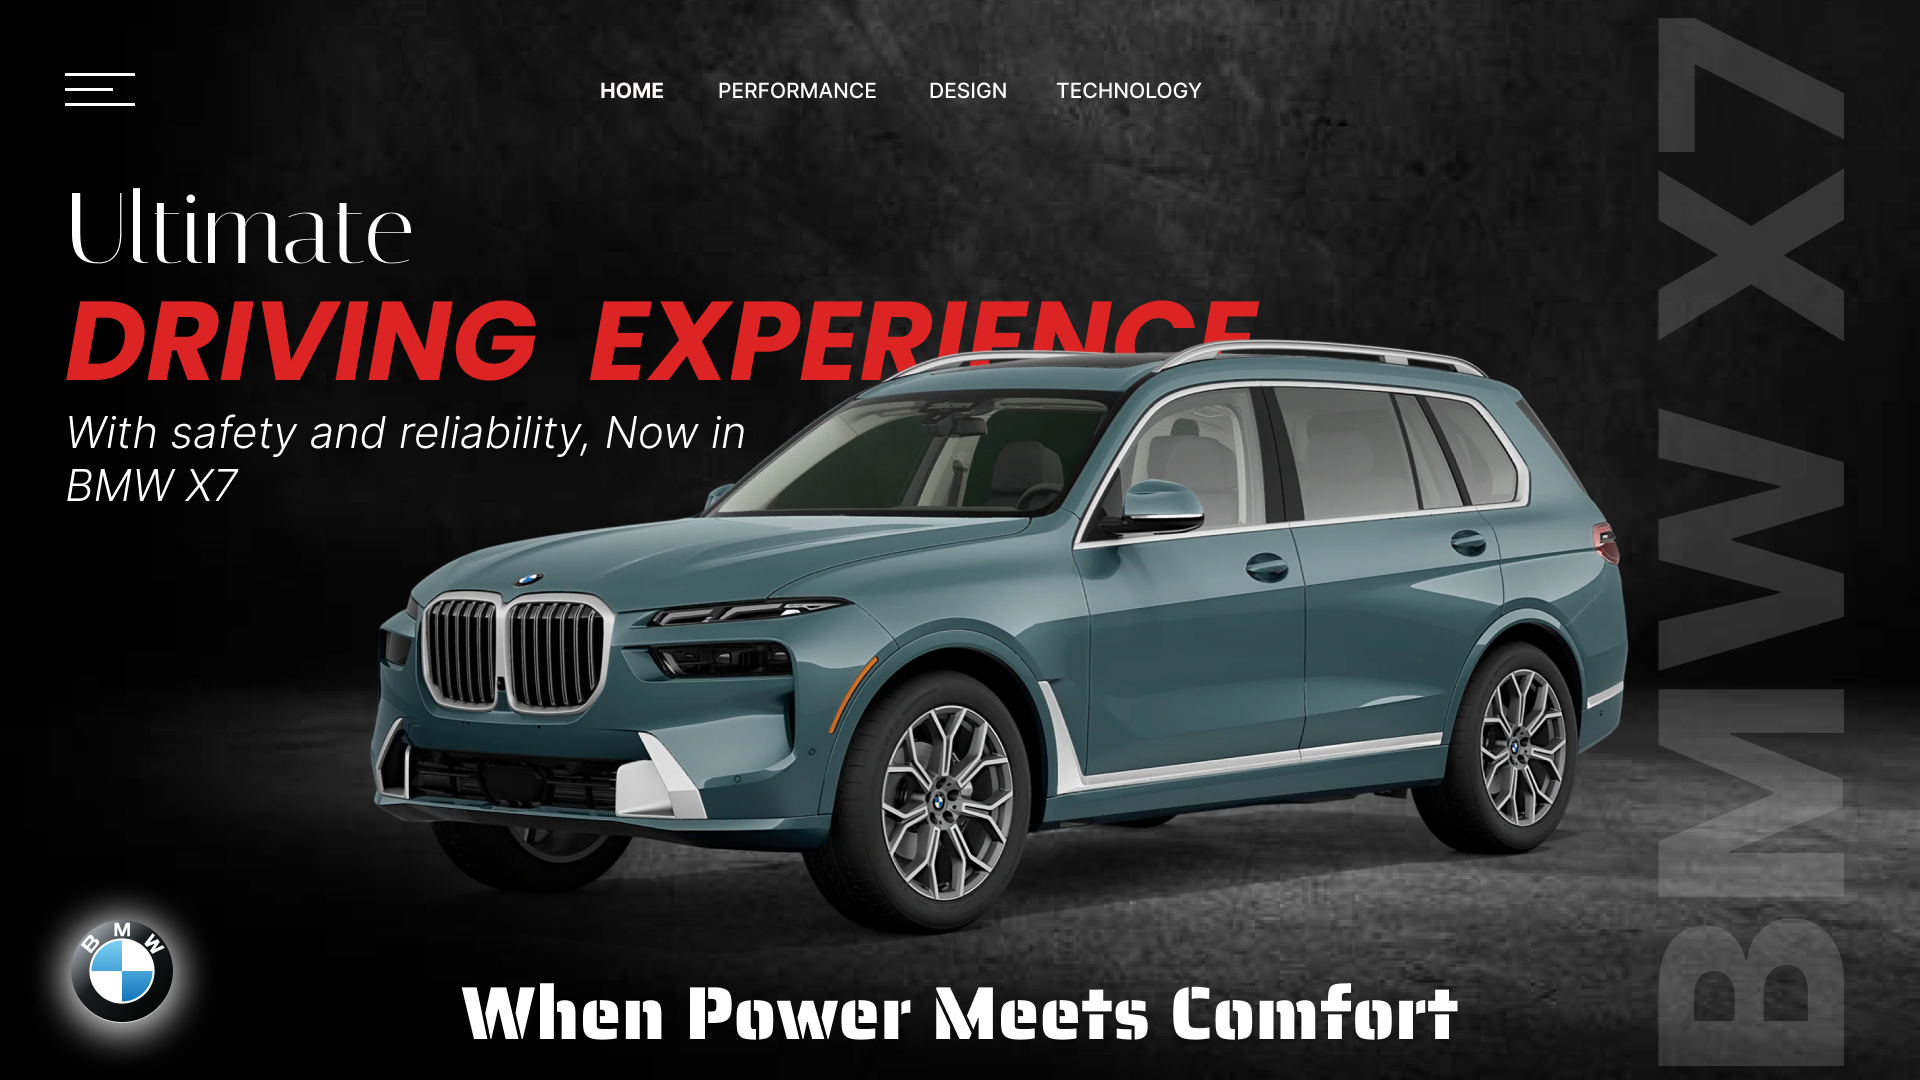 HOME PERFORMANCE DESIGN TECHNOLOGY
Ultimate
DRIVING EXPERIENCE
With safety and reliability, Now in
BMW X7
BMW X7
BMW
When Power Meets Comfort